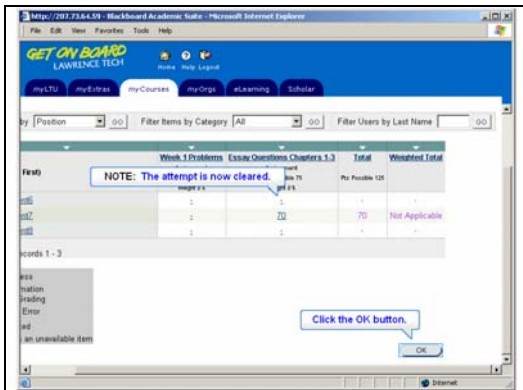 http://207.73.64.59 - Blackboard Academic Suite - Microsoft Internet Explorer
File Edit View Favorites Tools Help
GET ON BOARD
LAWRENCE TECH
Home Help Logout
myLTU myExtras myCourses myOrgs eLearning Scholar
by Position GO Filter Items by Category All GO Filter Users by Last Name GO
First) Week 1 Problems Essay Questions Chapters 1-3 Total Weighted Total
Pts Possible 125
NOTE: The attempt is now cleared.
70 70 Not Applicable
ecords 1 - 3
ess
mation
Grading
Error
ed
an unavailable item
Click the OK button.
OK
Internet